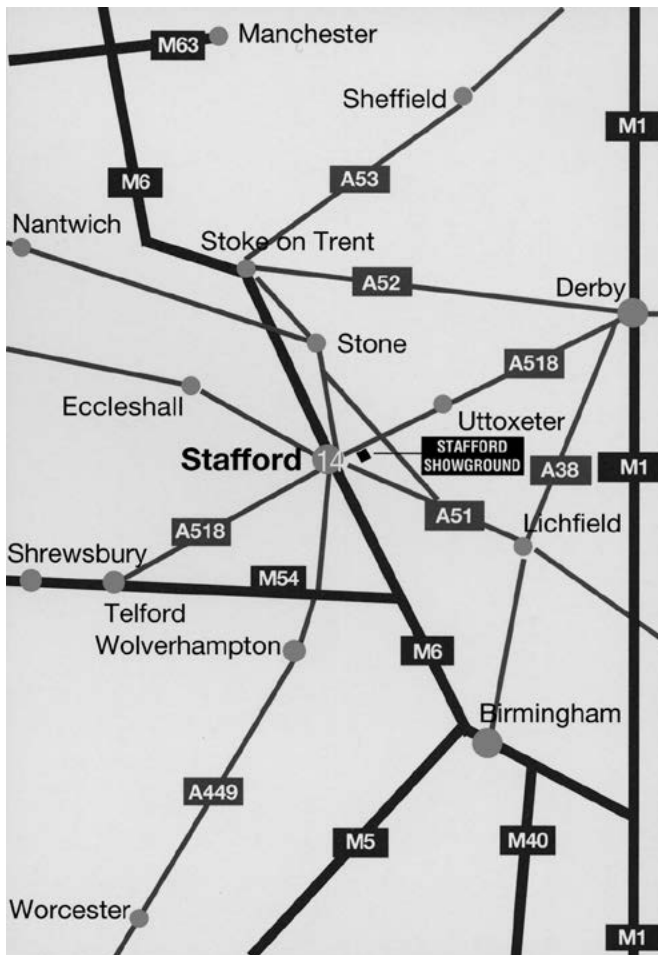 Manchester
M63
Sheffield
M1
M6
A53
Nantwich
Stoke on Trent
A52
Derby
Stone
A518
Eccleshall
Uttoxeter
Stafford
14
STAFFORD
SHOWGROUND
A38
M1
A51
A518
Lichfield
Shrewsbury
M54
Telford
Wolverhampton
M6
Birmingham
A449
M5
M40
Worcester
M1